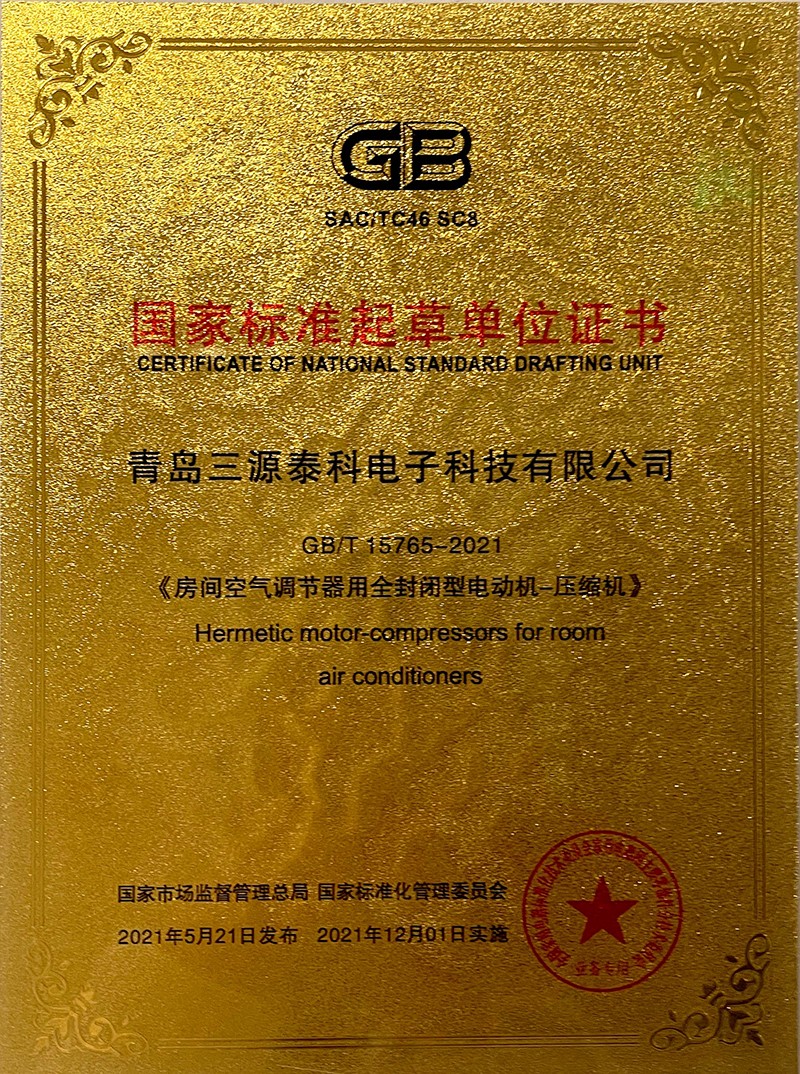 GB
SAC/TC46 SC8
国家标准起草单位证书
CERTIFICATE OF NATIONAL STANDARD DRAFTING UNIT
青岛三源泰科电子科技有限公司
GB/T 15765-2021
《房间空气调节器用全封闭型电动机-压缩机》
Hermetic motor-compressors for room
air conditioners
国家市场监督管理总局 国家标准化管理委员会
2021年5月21日发布 2021年12月01日实施
业务专用